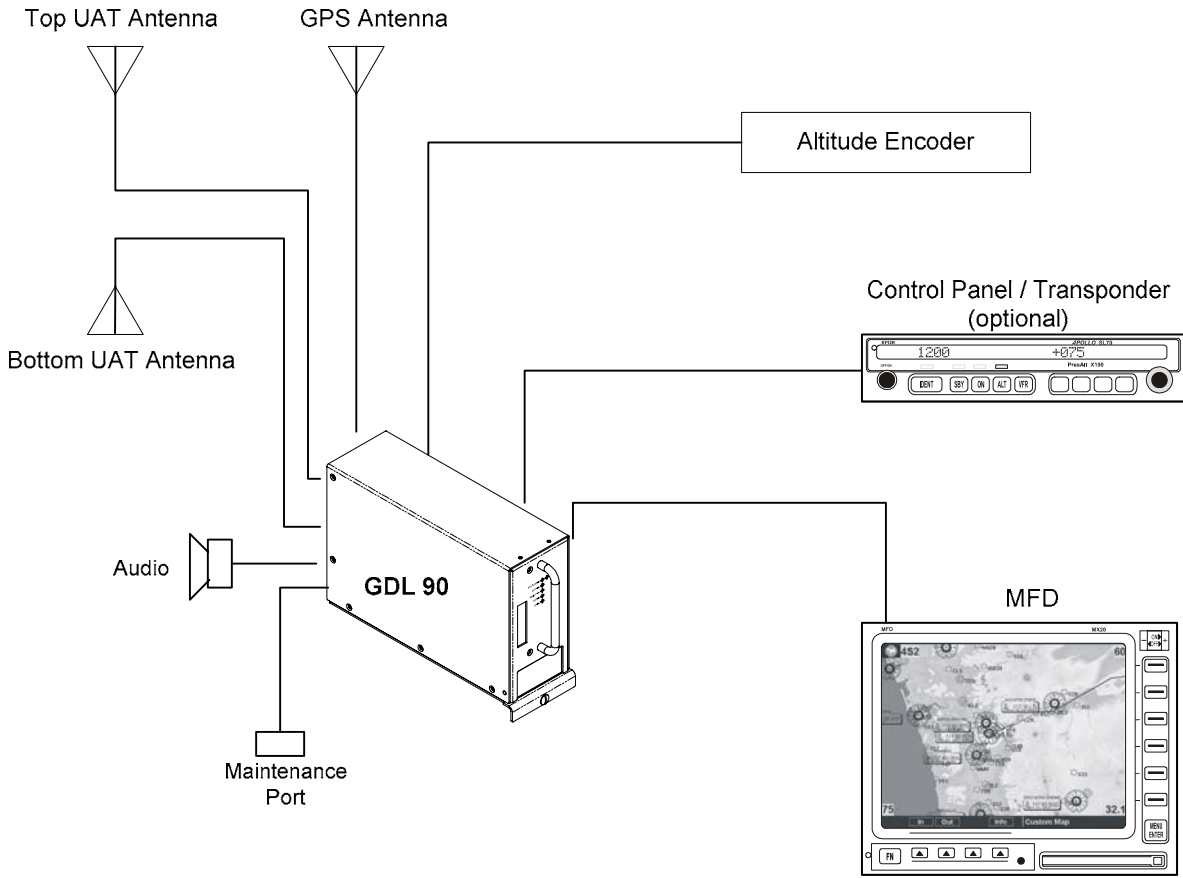 Top UAT Antenna
GPS Antenna
Altitude Encoder
Control Panel / Transponder
(optional)
APOLLO SL70
1200
+075
PresAlt X100
IDENT
SBY
ON
ALT
VFR
Bottom UAT Antenna
Audio
GDL 90
Maintenance
Port
MFD
MFD
MX20
4S2
60
75
32.1
In
Out
Info
Custom Map
MENU
ENTER
FN